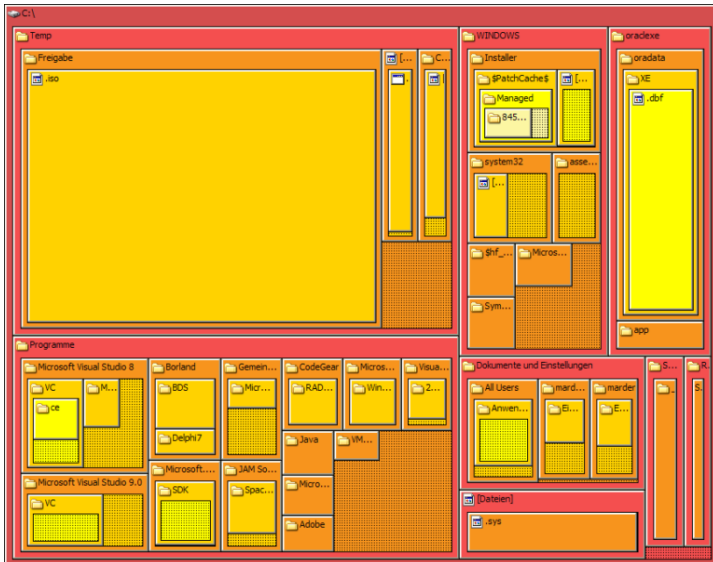 C:\
Temp
Freigabe
.iso
[...
C...
.
[
WINDOWS
Installer
$PatchCache$
[...
Managed
845...
system32
[...
asse...
$hf_...
Micros...
Sym...
oraclexe
oradata
XE
.dbf
app
Programme
Microsoft Visual Studio 8
VC
M...
ce
Microsoft Visual Studio 9.0
VC
Borland
BDS
Delphi7
Microsoft....
SDK
Gemein...
Micr...
JAM So...
Spac...
CodeGear
RAD...
Micros...
Win...
Visua...
2...
Java
VM...
Micro...
Adobe
Dokumente und Einstellungen
All Users
Anwen...
mard...
Ei...
marder
E...
[Dateien]
.sys
S...
R.
S.